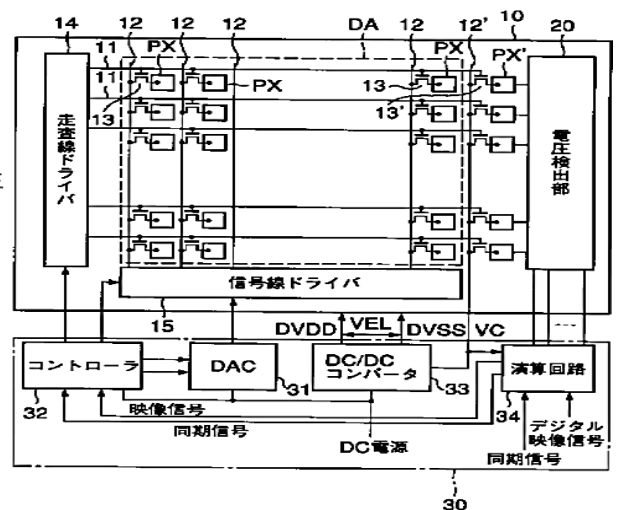 14 12 12 12 DA 12 12' 10
20
11 PX PX PX'
11 PX
13 13 13'
走査線ドライバ
電圧検出部
信号線ドライバ
15 DVDD VEL DVSS VC
コントローラ DAC DC/DC コンバータ 演算回路
32 31 33 34
映像信号
同期信号
DC電源
デジタル
映像信号
同期信号
30